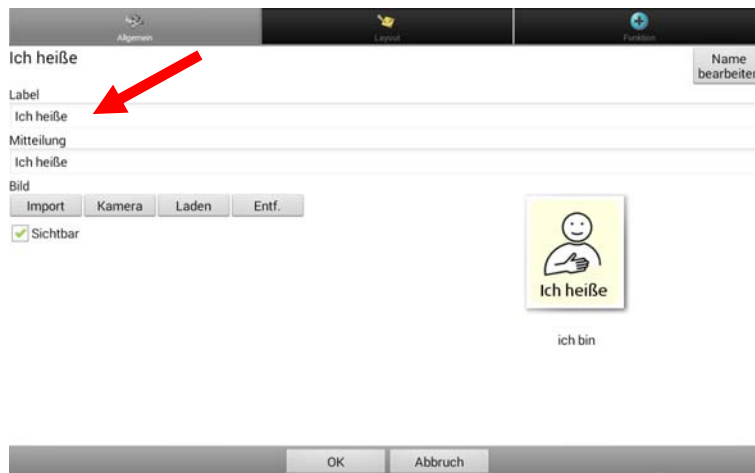 Allgemein
Layout
Funktion
Ich heiße
Name
bearbeiten
Label
Ich heiße
Mitteilung
Ich heiße
Bild
Import
Kamera
Laden
Entf.
Sichtbar
Ich heiße
ich bin
OK
Abbruch